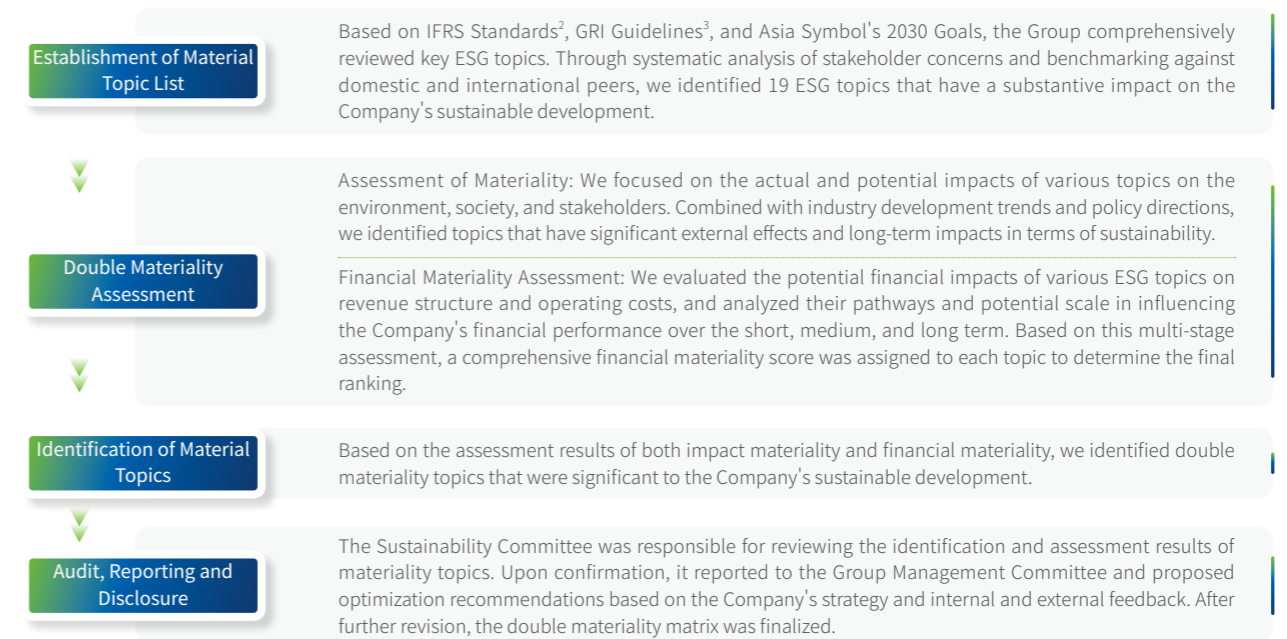 Establishment of Material
Topic List
Based on IFRS Standards², GRI Guidelines³, and Asia Symbol's 2030 Goals, the Group comprehensively
reviewed key ESG topics. Through systematic analysis of stakeholder concerns and benchmarking against
domestic and international peers, we identified 19 ESG topics that have a substantive impact on the
Company's sustainable development.
Double Materiality
Assessment
Assessment of Materiality: We focused on the actual and potential impacts of various topics on the
environment, society, and stakeholders. Combined with industry development trends and policy directions,
we identified topics that have significant external effects and long-term impacts in terms of sustainability.
Financial Materiality Assessment: We evaluated the potential financial impacts of various ESG topics on
revenue structure and operating costs, and analyzed their pathways and potential scale in influencing
the Company's financial performance over the short, medium, and long term. Based on this multi-stage
assessment, a comprehensive financial materiality score was assigned to each topic to determine the final
ranking.
Identification of Material
Topics
Based on the assessment results of both impact materiality and financial materiality, we identified double
materiality topics that were significant to the Company's sustainable development.
Audit, Reporting and
Disclosure
The Sustainability Committee was responsible for reviewing the identification and assessment results of
materiality topics. Upon confirmation, it reported to the Group Management Committee and proposed
optimization recommendations based on the Company's strategy and internal and external feedback. After
further revision, the double materiality matrix was finalized.